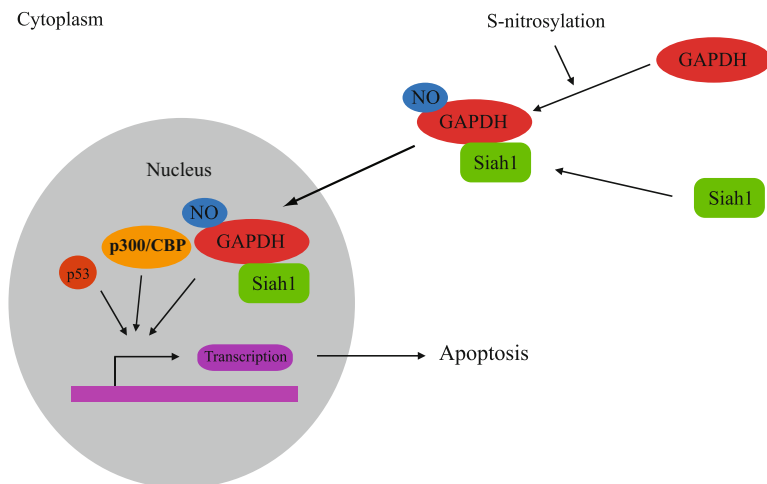 Cytoplasm
S-nitrosylation
GAPDH
NO
GAPDH
Siah1
Siah1
Nucleus
NO
p300/CBP
GAPDH
p53
Siah1
Transcription
Apoptosis